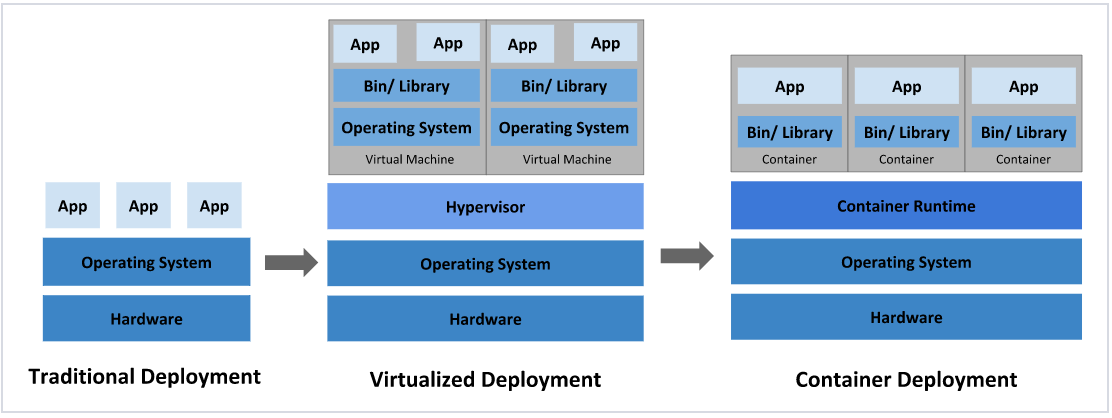 App App App
Operating System
Hardware
Traditional Deployment
App App App App
Bin/ Library Bin/ Library
Operating System Operating System
Virtual Machine Virtual Machine
Hypervisor
Operating System
Hardware
Virtualized Deployment
App App App
Bin/ Library Bin/ Library Bin/ Library
Container Container Container
Container Runtime
Operating System
Hardware
Container Deployment